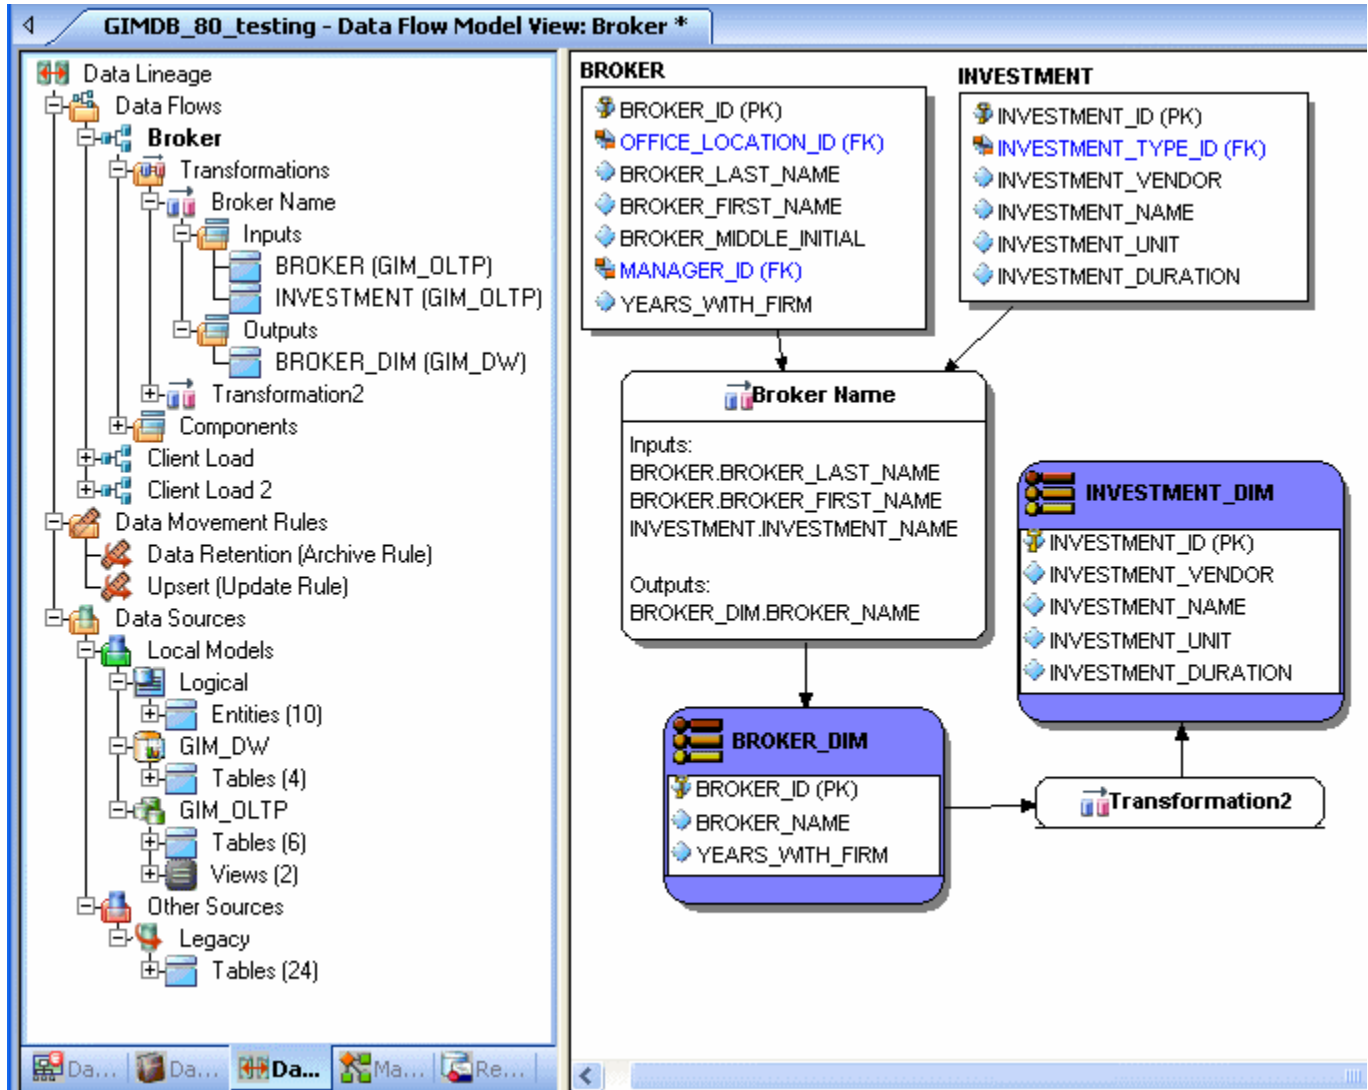 GIMDB_80_testing - Data Flow Model View: Broker *
Data Lineage
Data Flows
Broker
Transformations
Broker Name
Inputs
BROKER (GIM_OLTP)
INVESTMENT (GIM_OLTP)
Outputs
BROKER_DIM (GIM_DW)
Transformation2
Components
Client Load
Client Load 2
Data Movement Rules
Data Retention (Archive Rule)
Upsert (Update Rule)
Data Sources
Local Models
Logical
Entities (10)
GIM_DW
Tables (4)
GIM_OLTP
Tables (6)
Views (2)
Other Sources
Legacy
Tables (24)
Da...
Da...
Da...
Ma...
Re...
BROKER
BROKER_ID (PK)
OFFICE_LOCATION_ID (FK)
BROKER_LAST_NAME
BROKER_FIRST_NAME
BROKER_MIDDLE_INITIAL
MANAGER_ID (FK)
YEARS_WITH_FIRM
INVESTMENT
INVESTMENT_ID (PK)
INVESTMENT_TYPE_ID (FK)
INVESTMENT_VENDOR
INVESTMENT_NAME
INVESTMENT_UNIT
INVESTMENT_DURATION
Broker Name
Inputs:
BROKER.BROKER_LAST_NAME
BROKER.BROKER_FIRST_NAME
INVESTMENT.INVESTMENT_NAME
Outputs:
BROKER_DIM.BROKER_NAME
INVESTMENT_DIM
INVESTMENT_ID (PK)
INVESTMENT_VENDOR
INVESTMENT_NAME
INVESTMENT_UNIT
INVESTMENT_DURATION
BROKER_DIM
BROKER_ID (PK)
BROKER_NAME
YEARS_WITH_FIRM
Transformation2